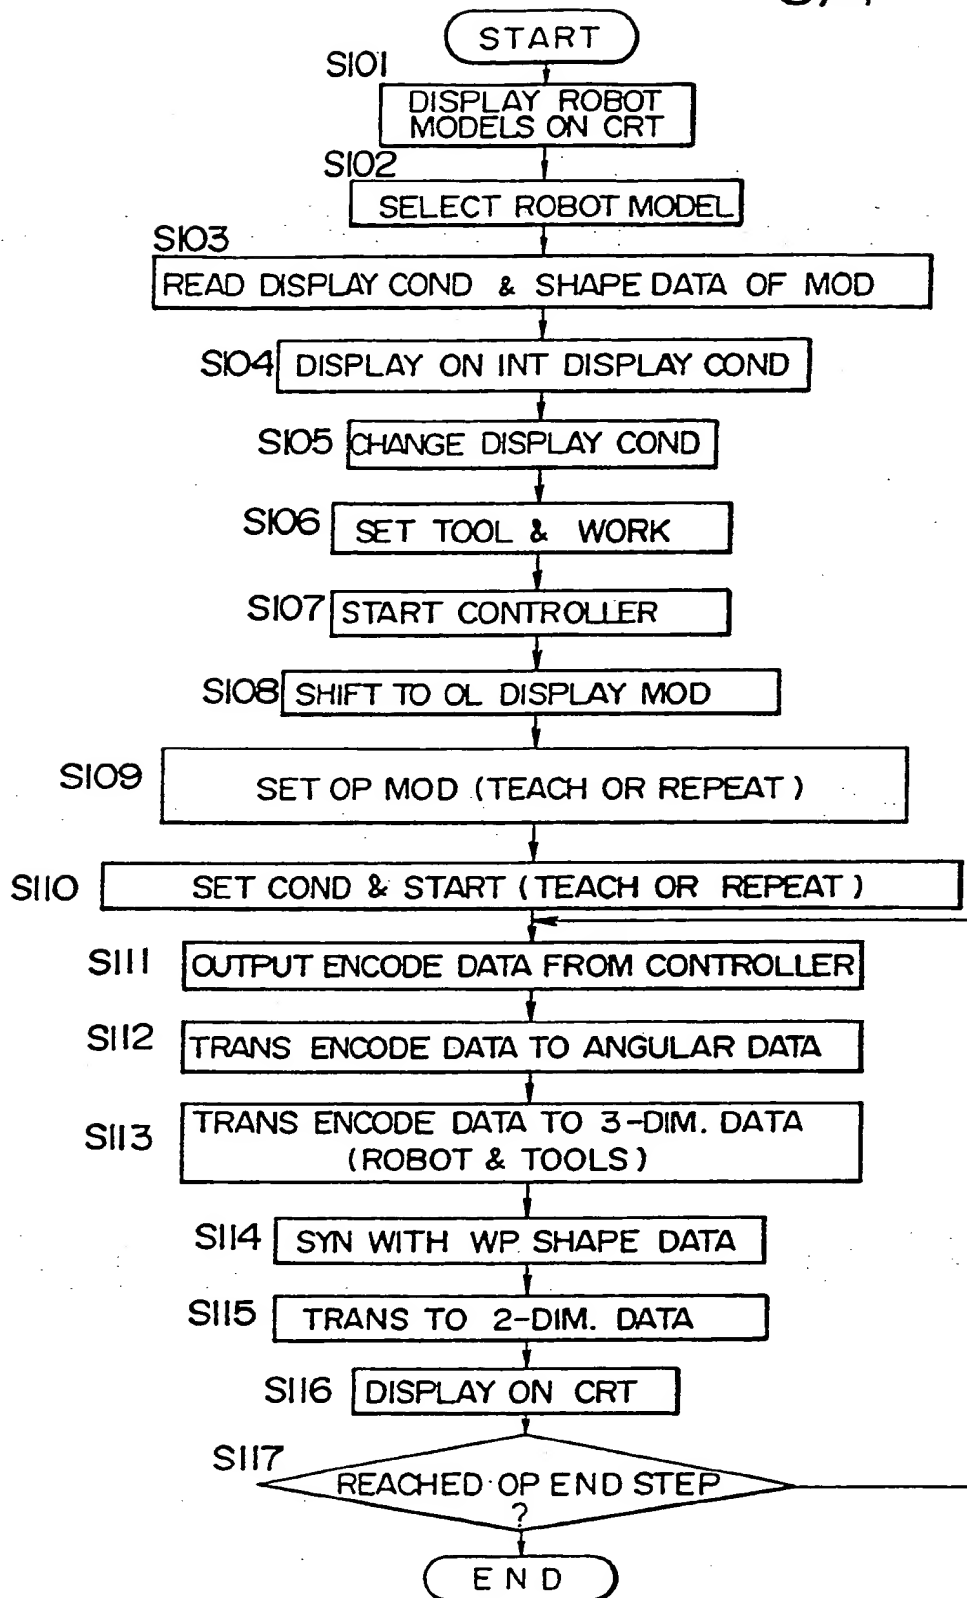 START
S101
DISPLAY ROBOT
MODELS ON CRT
S102
SELECT ROBOT MODEL
S103
READ DISPLAY COND & SHAPE DATA OF MOD
S104
DISPLAY ON INT DISPLAY COND
S105
CHANGE DISPLAY COND
S106
SET TOOL & WORK
S107
START CONTROLLER
S108
SHIFT TO OL DISPLAY MOD
S109
SET OP MOD (TEACH OR REPEAT)
S110
SET COND & START (TEACH OR REPEAT)
S111
OUTPUT ENCODE DATA FROM CONTROLLER
S112
TRANS ENCODE DATA TO ANGULAR DATA
S113
TRANS ENCODE DATA TO 3-DIM. DATA
(ROBOT & TOOLS)
S114
SYN WITH WP SHAPE DATA
S115
TRANS TO 2-DIM. DATA
S116
DISPLAY ON CRT
S117
REACHED OP END STEP
?
END